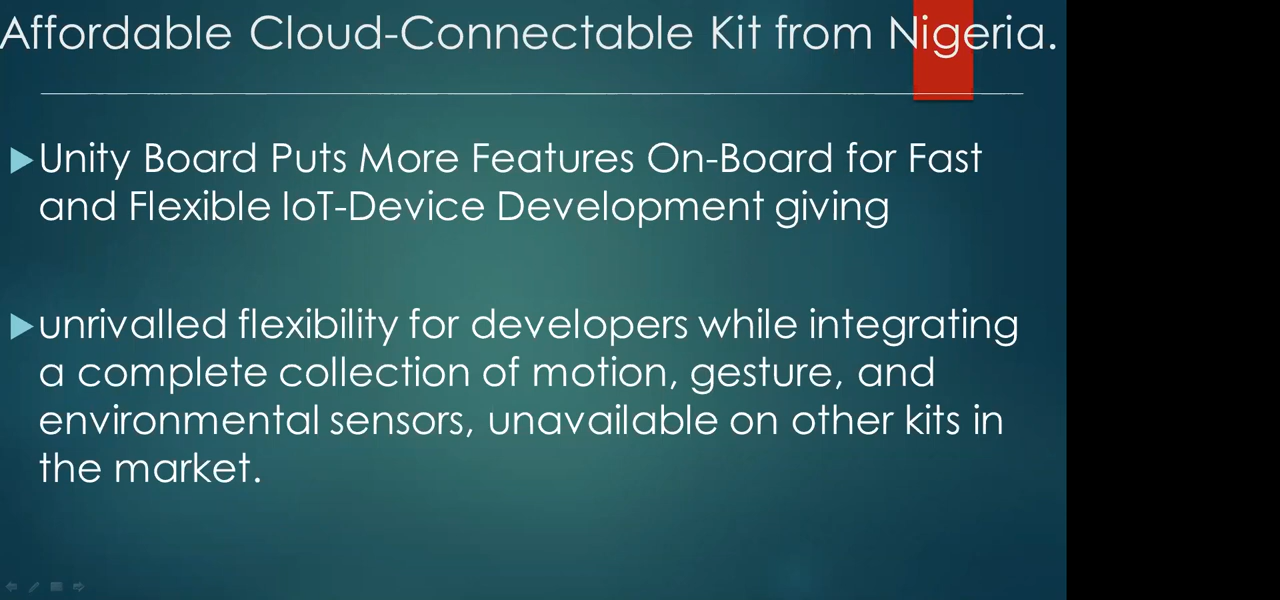 Affordable Cloud-Connectable Kit from Nigeria.
Unity Board Puts More Features On-Board for Fast
and Flexible IoT-Device Development giving
unrivalled flexibility for developers while integrating
a complete collection of motion, gesture, and
environmental sensors, unavailable on other kits in
the market.